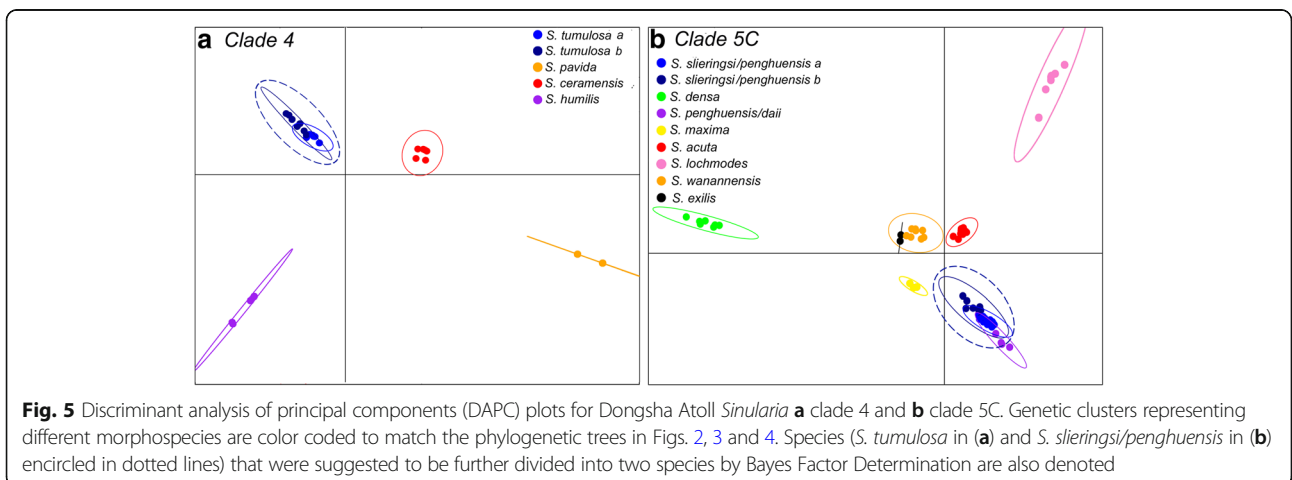 a Clade 4
S. tumulosa a
S. tumulosa b
S. pavida
S. ceramensis
S. humilis
b Clade 5C
S. slieringsi/penghuensis a
S. slieringsi/penghuensis b
S. densa
S. penghuensis/daii
S. maxima
S. acuta
S. lochmodes
S. wanannensis
S. exilis
Fig. 5 Discriminant analysis of principal components (DAPC) plots for Dongsha Atoll Sinularia a clade 4 and b clade 5C. Genetic clusters representing
different morphospecies are color coded to match the phylogenetic trees in Figs. 2, 3 and 4. Species (S. tumulosa in (a) and S. slieringsi/penghuensis in (b)
encircled in dotted lines) that were suggested to be further divided into two species by Bayes Factor Determination are also denoted